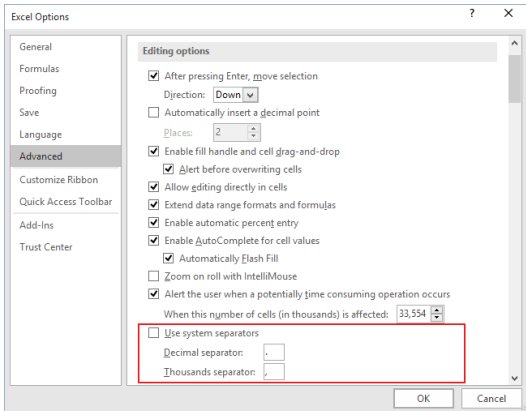 Excel Options ? X
General
Formulas
Proofing
Save
Language
Advanced
Customize Ribbon
Quick Access Toolbar
Add-Ins
Trust Center
Editing options
After pressing Enter, move selection
Direction: Down
Automatically insert a decimal point
Places: 2
Enable fill handle and cell drag-and-drop
Alert before overwriting cells
Allow editing directly in cells
Extend data range formats and formulas
Enable automatic percent entry
Enable AutoComplete for cell values
Automatically Flash Fill
Zoom on roll with IntelliMouse
Alert the user when a potentially time consuming operation occurs
When this number of cells (in thousands) is affected: 33,554
Use system separators
Decimal separator: .
Thousands separator: ,
OK Cancel